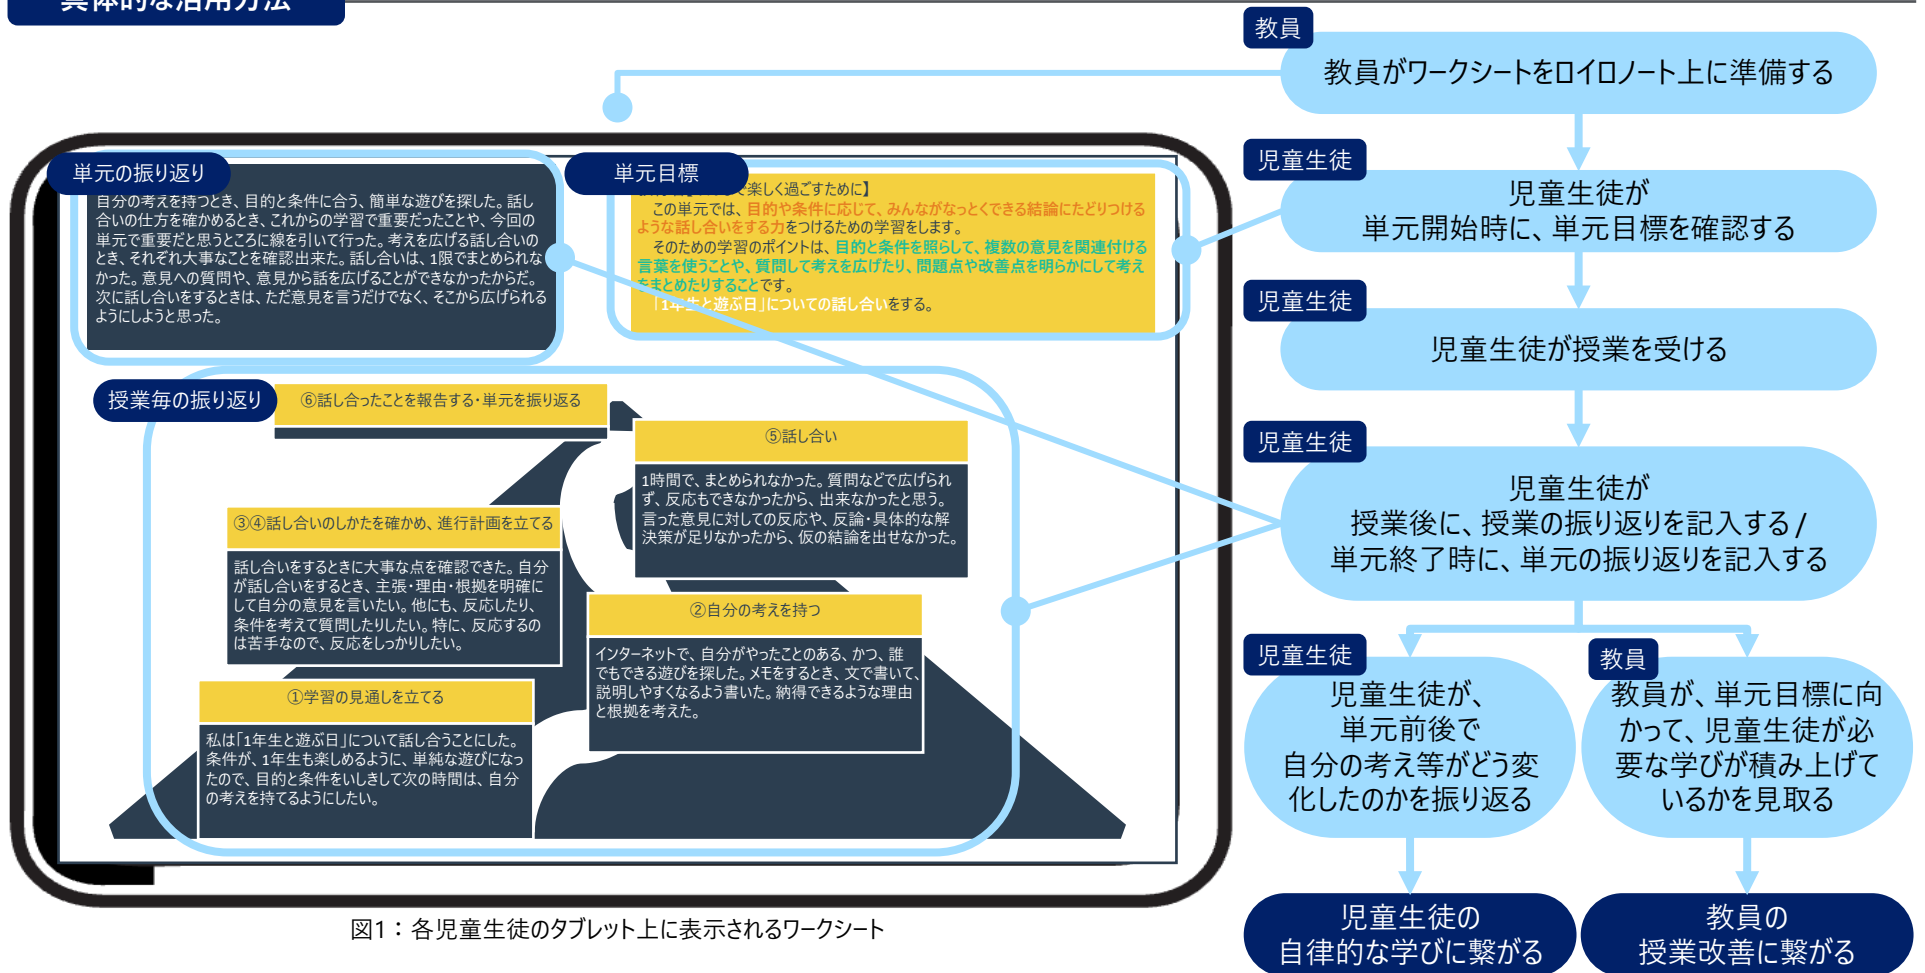 具体的な活用方法
単元の振り返り
自分の考えを持つとき、目的と条件に合う、簡単な遊びを探した。話し
合いの仕方を確かめるとき、これからの学習で重要だったことや、今回の
単元で重要だと思うところに線を引いて行った。考えを広げる話し合いの
とき、それぞれ大事なことを確認出来た。話し合いは、1限でまとめられな
かった。意見への質問や、意見から話を広げることができなかったからだ。
次に話し合いをするときは、ただ意見を言うだけでなく、そこから広げられる
ようにしようと思った。
単元目標
で楽しく過ごすために】
この単元では、目的や条件に応じて、みんながなっとくできる結論にたどりつける
ような話し合いをする力をつけるための学習をします。
そのための学習のポイントは、目的と条件を照らして、複数の意見を関連付ける
言葉を使うことや、質問して考えを広げたり、問題点や改善点を明らかにして考え
をまとめたりすることです。
「1年生と遊ぶ日」についての話し合いをする。
授業毎の振り返り
⑥話し合ったことを報告する・単元を振り返る
⑤話し合い
1時間で、まとめられなかった。質問などで広げられ
ず、反応もできなかったから、出来なかったと思う。
言った意見に対しての反応や、反論・具体的な解
決策が足りなかったから、仮の結論を出せなかった。
③④話し合いのしかたを確かめ、進行計画を立てる
話し合いをするときに大事な点を確認できた。自分
が話し合いをするとき、主張・理由・根拠を明確に
して自分の意見を言いたい。他にも、反応したり、
条件を考えて質問したりしたい。特に、反応するの
は苦手なので、反応をしっかりしたい。
②自分の考えを持つ
インターネットで、自分がやったことのある、かつ、誰
でもできる遊びを探した。メモをするとき、文で書いて、
説明しやすくなるよう書いた。納得できるような理由
と根拠を考えた。
①学習の見通しを立てる
私は「1年生と遊ぶ日」について話し合うことにした。
条件が、1年生も楽しめるように、単純な遊びになっ
たので、目的と条件をいしきして次の時間は、自分
の考えを持てるようにしたい。
図1：各児童生徒のタブレット上に表示されるワークシート
教員
教員がワークシートをロイロノート上に準備する
児童生徒
児童生徒が
単元開始時に、単元目標を確認する
児童生徒
児童生徒が授業を受ける
児童生徒
児童生徒が
授業後に、授業の振り返りを記入する/
単元終了時に、単元の振り返りを記入する
児童生徒
児童生徒が、
単元前後で
自分の考え等がどう変
化したのかを振り返る
教員
教員が、単元目標に向
かって、児童生徒が必
要な学びが積み上げて
いるかを見取る
児童生徒の
自律的な学びに繋がる
教員の
授業改善に繋がる